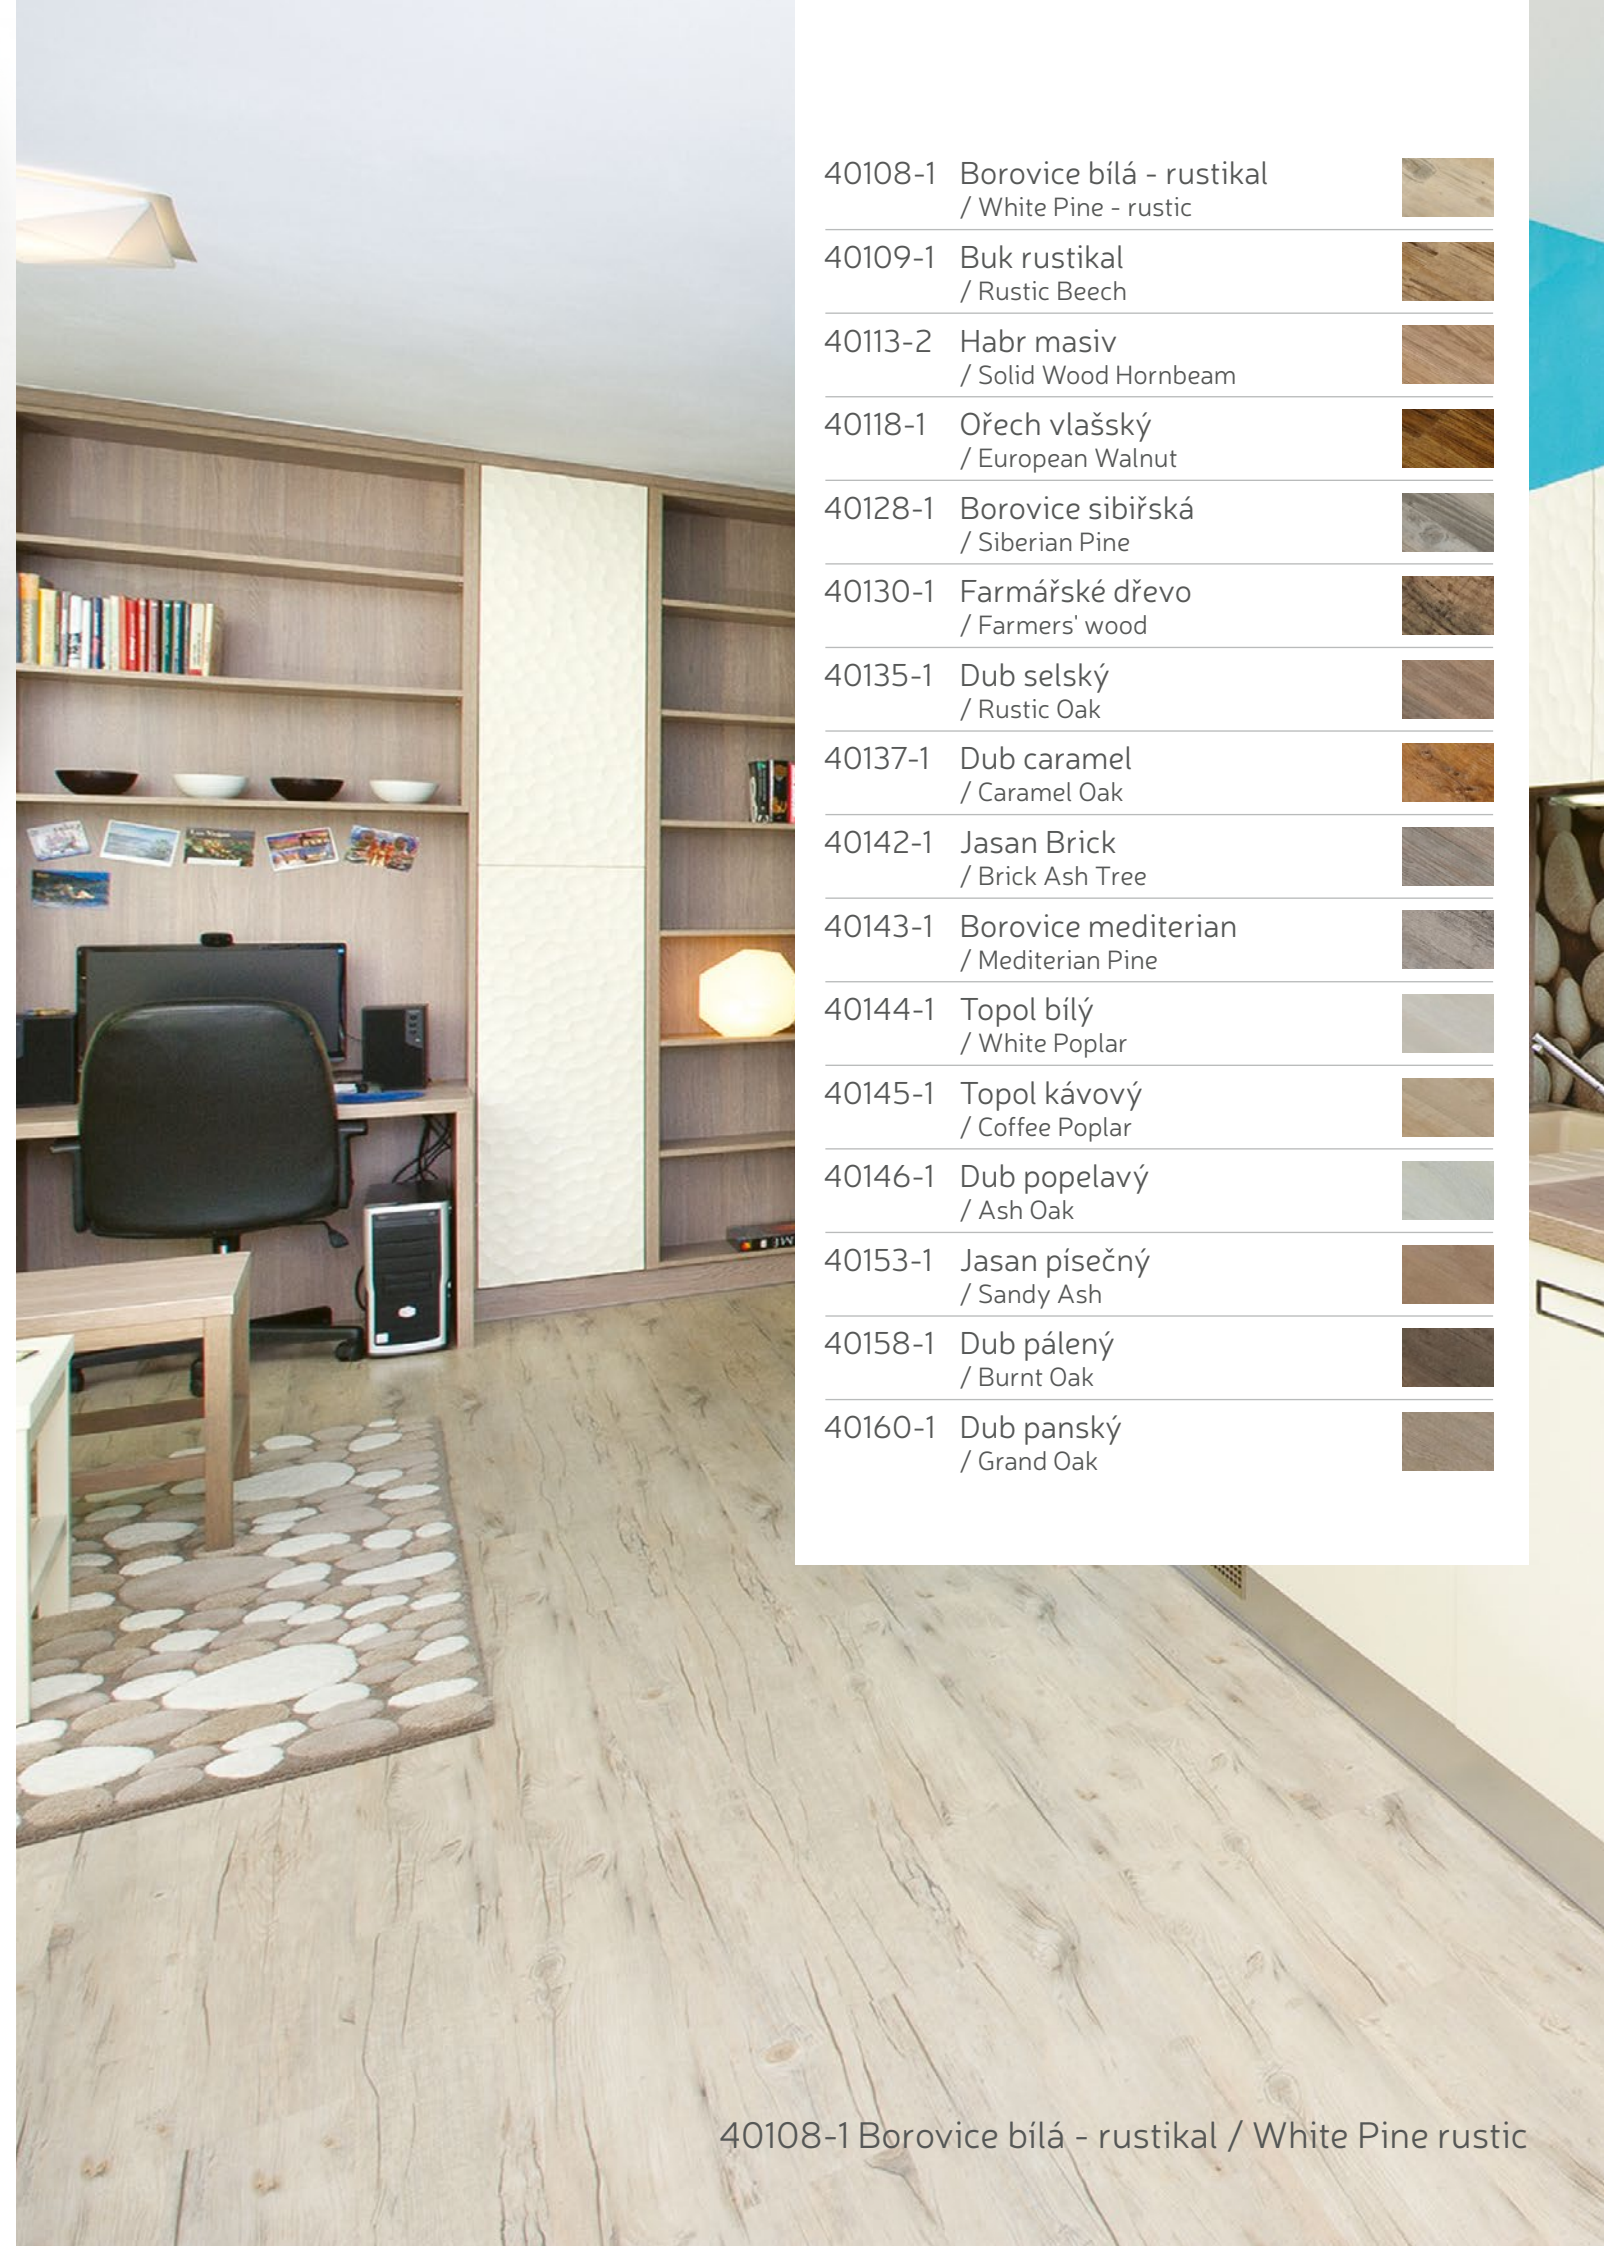 40108-1 Borovice bílá - rustikal
/ White Pine - rustic
40109-1 Buk rustikal
/ Rustic Beech
40113-2 Habr masiv
/ Solid Wood Hornbeam
40118-1 Ořech vlašský
/ European Walnut
40128-1 Borovice sibiřská
/ Siberian Pine
40130-1 Farmářské dřevo
/ Farmers' wood
40135-1 Dub selský
/ Rustic Oak
40137-1 Dub caramel
/ Caramel Oak
40142-1 Jasan Brick
/ Brick Ash Tree
40143-1 Borovice mediterian
/ Mediterian Pine
40144-1 Topol bílý
/ White Poplar
40145-1 Topol kávový
/ Coffee Poplar
40146-1 Dub popelavý
/ Ash Oak
40153-1 Jasan písečný
/ Sandy Ash
40158-1 Dub pálený
/ Burnt Oak
40160-1 Dub panský
/ Grand Oak
40108-1 Borovice bílá - rustikal / White Pine rustic